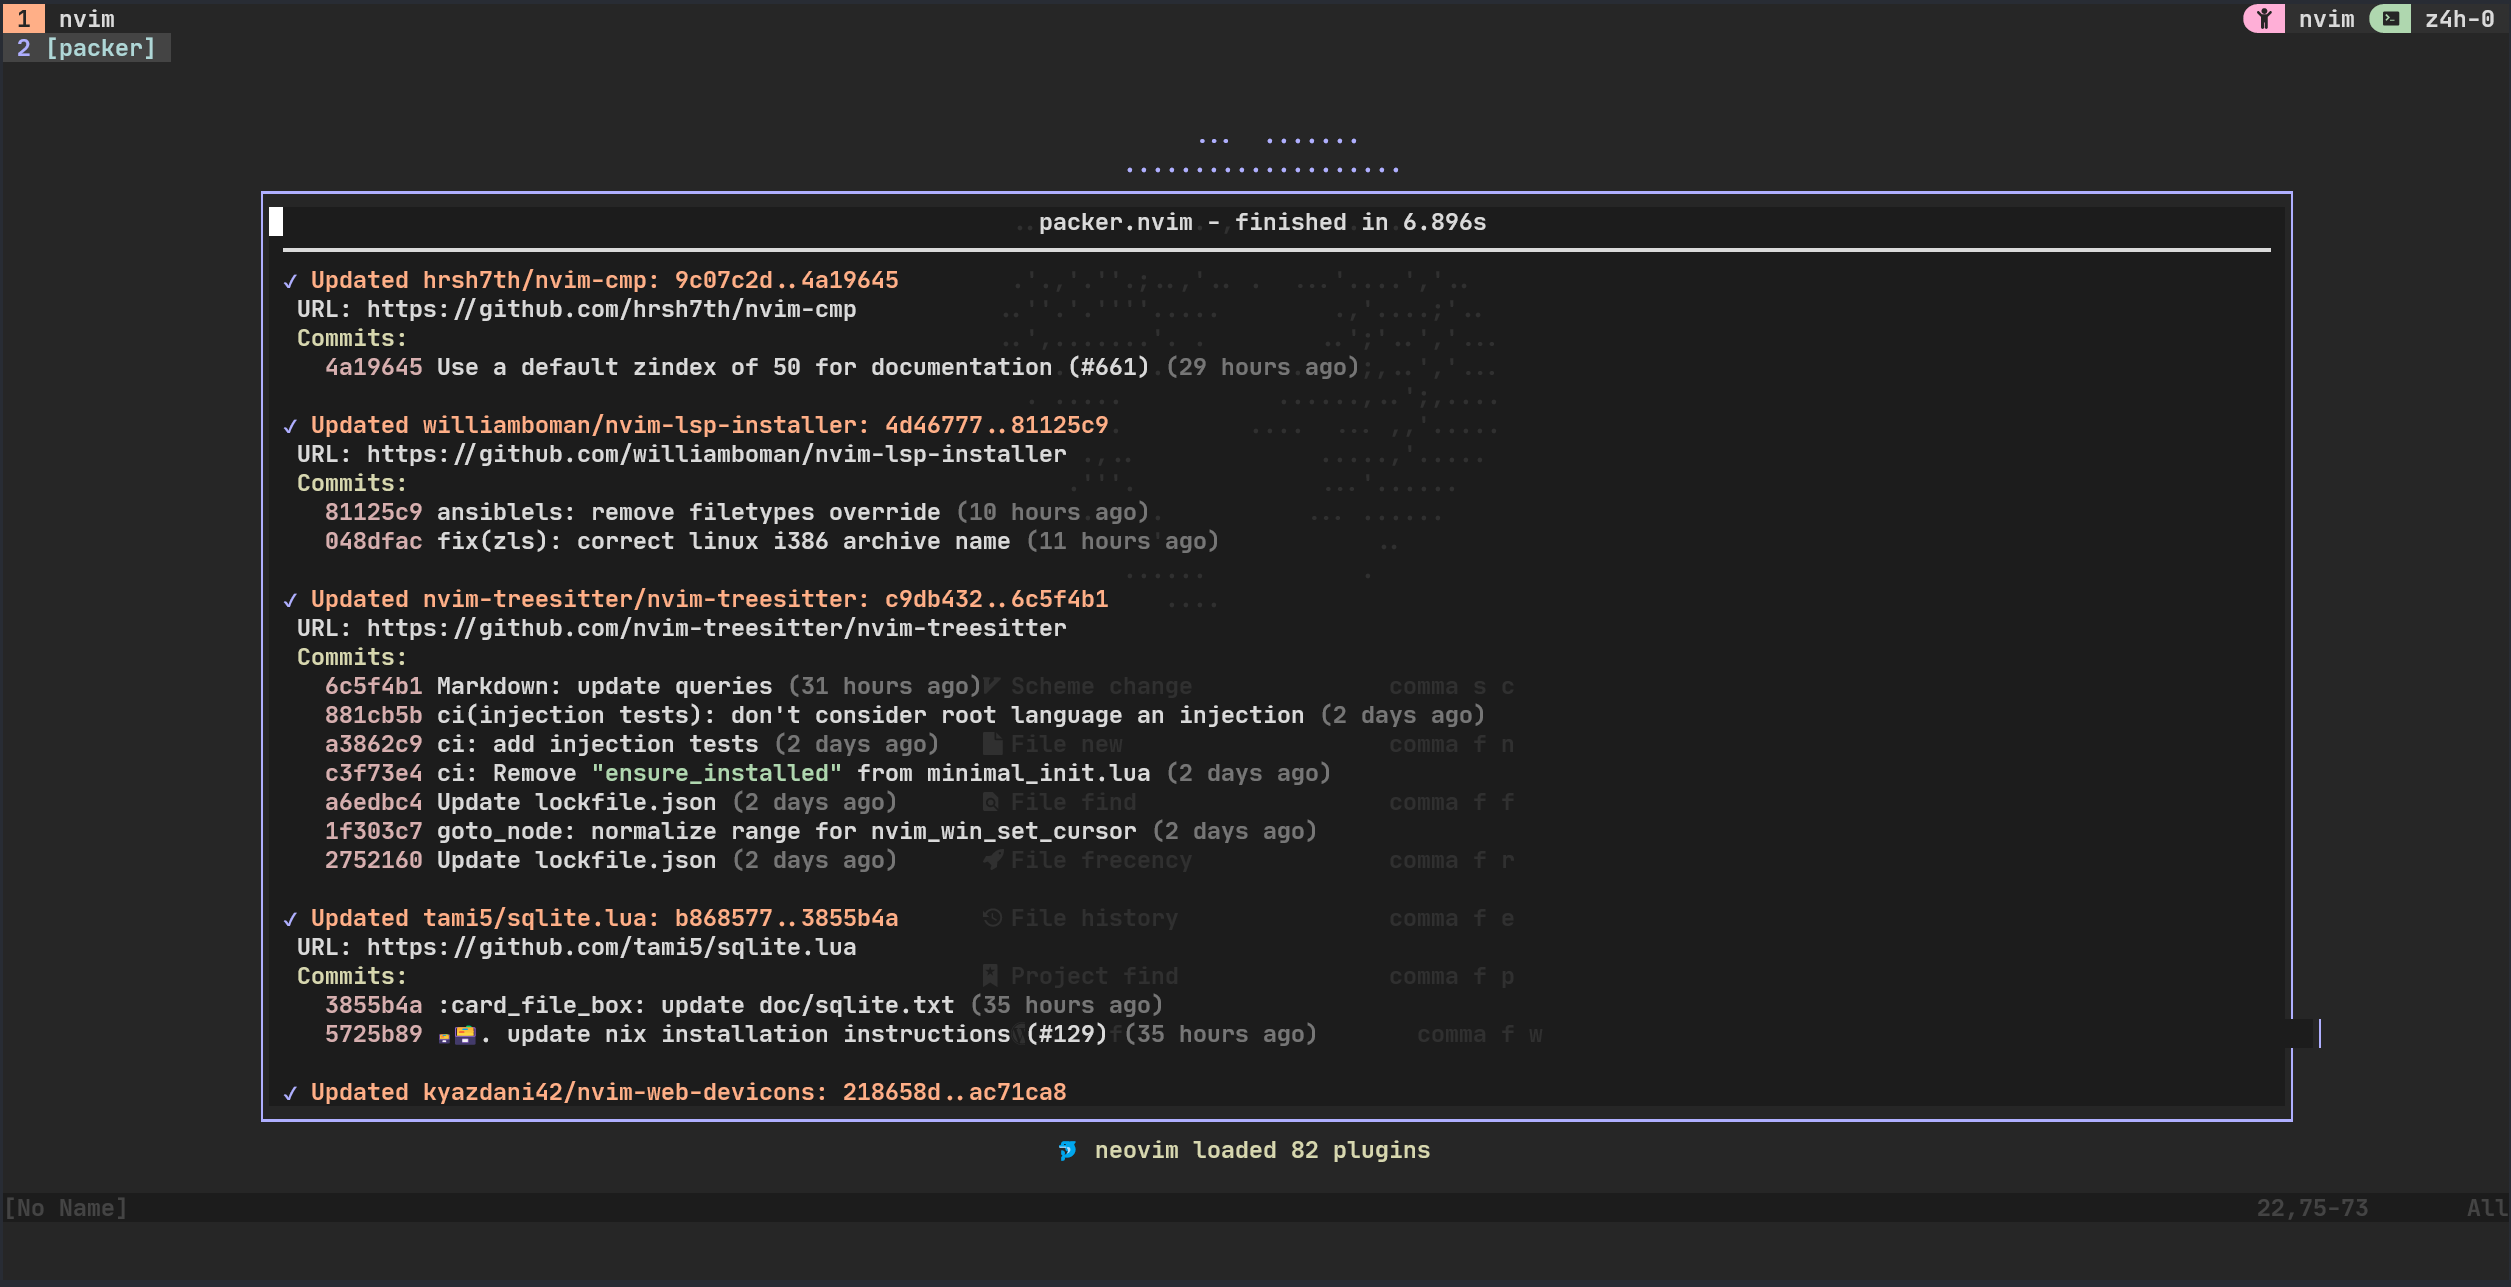 1 nvim
nvim z4h-0
2 [packer]
packer.nvim - finished in 6.896s
✓ Updated hrsh7th/nvim-cmp: 9c07c2d..4a19645
URL: https://github.com/hrsh7th/nvim-cmp
Commits:
4a19645 Use a default zindex of 50 for documentation (#661) (29 hours ago)
✓ Updated williamboman/nvim-lsp-installer: 4d46777..81125c9
URL: https://github.com/williamboman/nvim-lsp-installer
Commits:
81125c9 ansiblels: remove filetypes override (10 hours ago)
048dfac fix(zls): correct linux i386 archive name (11 hours ago)
✓ Updated nvim-treesitter/nvim-treesitter: c9db432..6c5f4b1
URL: https://github.com/nvim-treesitter/nvim-treesitter
Commits:
6c5f4b1 Markdown: update queries (31 hours ago) Scheme change comma s c
881cb5b ci(injection tests): don't consider root language an injection (2 days ago)
a3862c9 ci: add injection tests (2 days ago) File new comma f n
c3f73e4 ci: Remove "ensure_installed" from minimal_init.lua (2 days ago)
a6edbc4 Update lockfile.json (2 days ago) File find comma f f
1f303c7 goto_node: normalize range for nvim_win_set_cursor (2 days ago)
2752160 Update lockfile.json (2 days ago) File frecency comma f r
✓ Updated tami5/sqlite.lua: b868577..3855b4a File history comma f e
URL: https://github.com/tami5/sqlite.lua
Commits: Project find comma f p
3855b4a :card_file_box: update doc/sqlite.txt (35 hours ago)
5725b89 🗃. update nix installation instructions (#129) (35 hours ago) comma f w
✓ Updated kyazdani42/nvim-web-devicons: 218658d..ac71ca8
neovim loaded 82 plugins
[No Name] 22,75-73 All